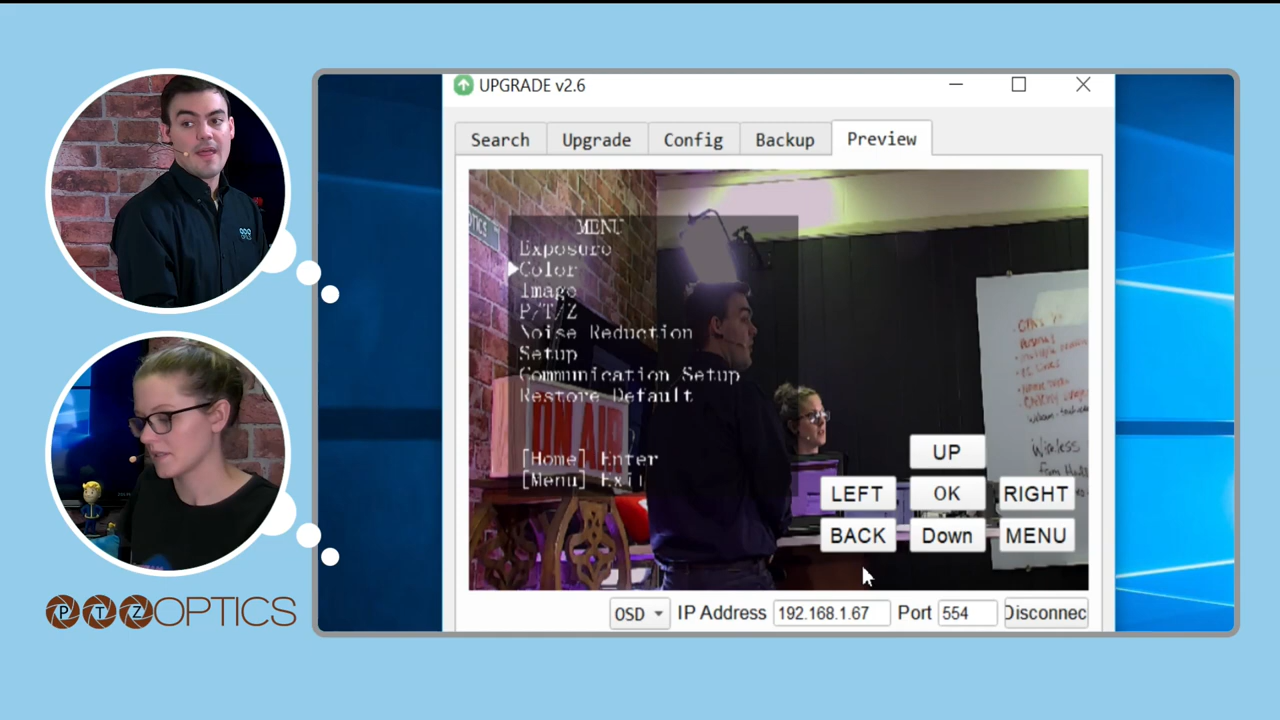 UPGRADE v2.6
Search Upgrade Config Backup Preview
TICS
MENU
Exposure
Color
Image
P/T/Z
Noise Reduction
Setup
Communication Setup
Restore Default
[Home] Enter
[Menu] Exit
ON AIR
Wireless
UP
LEFT OK RIGHT
BACK Down MENU
OSD IP Address 192.168.1.67 Port 554 Disconnec
PTZOPTICS